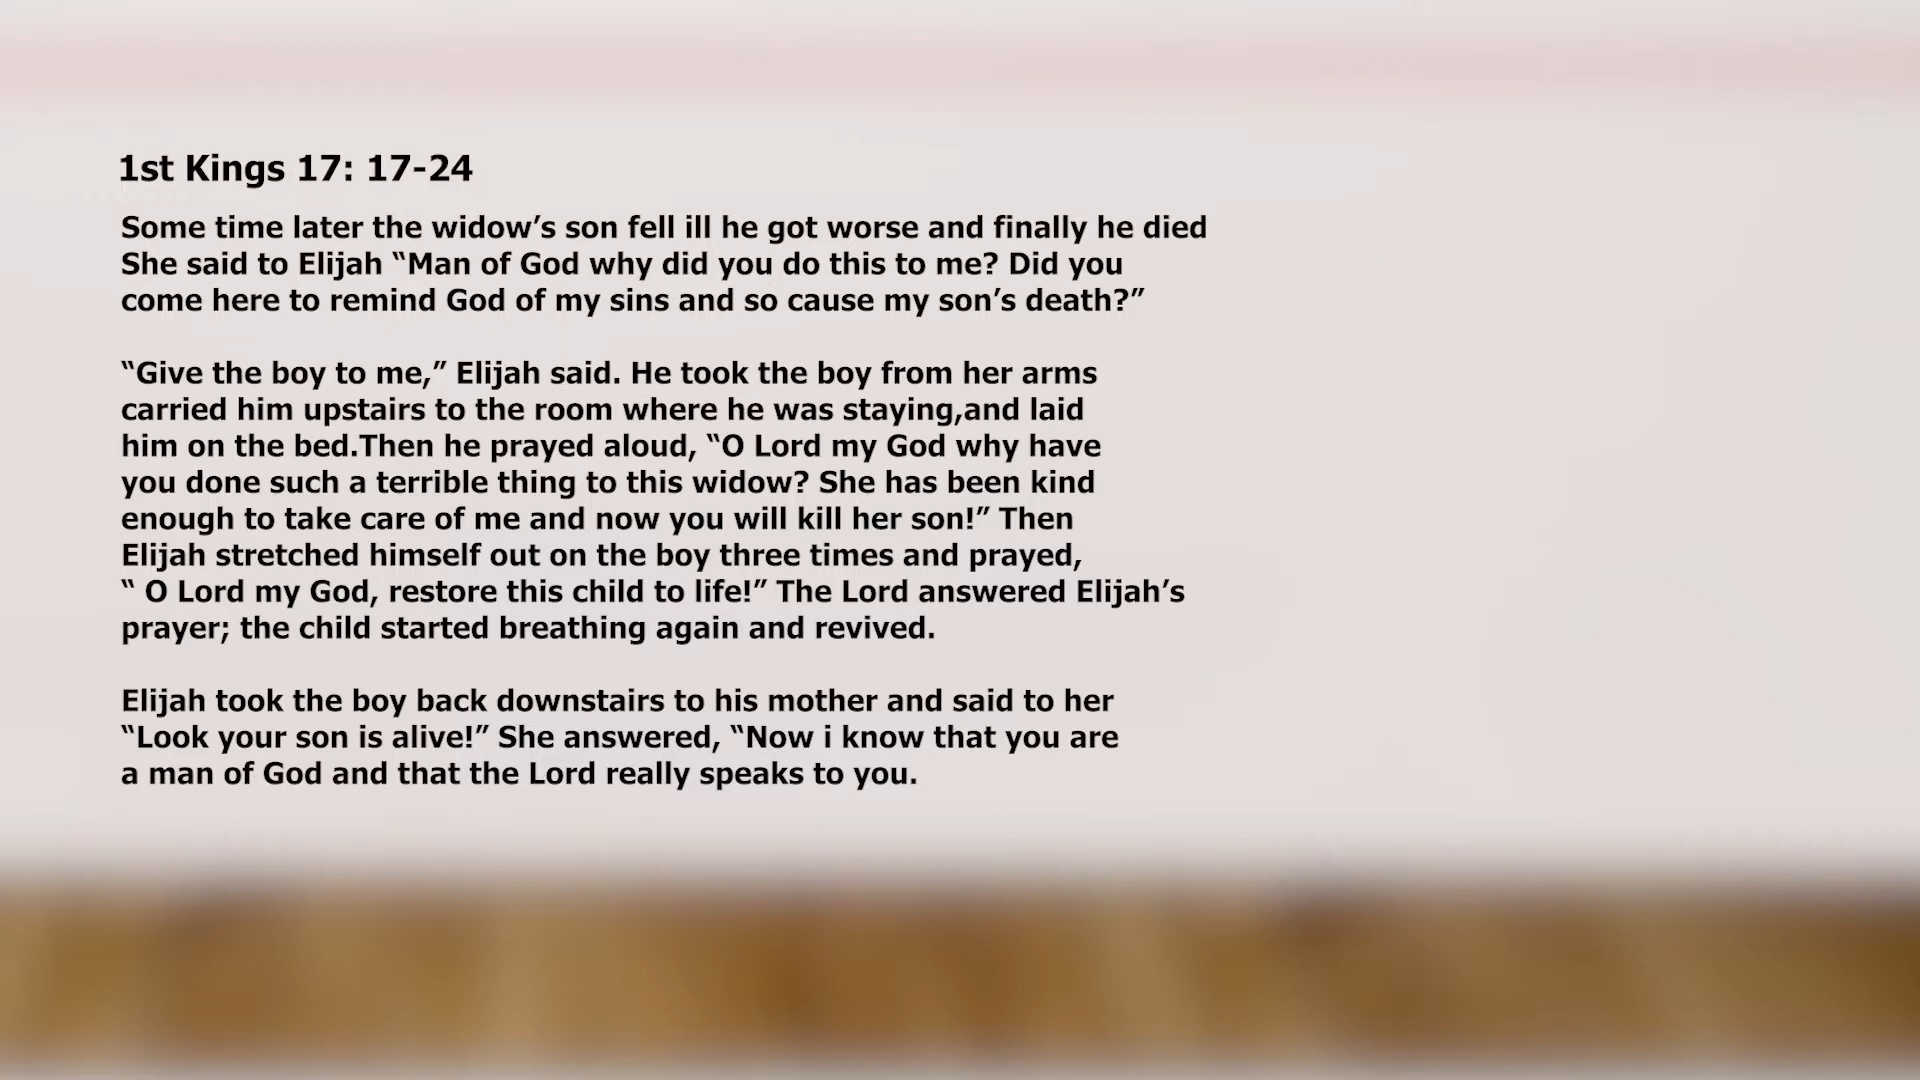 1st Kings 17: 17-24
Some time later the widow’s son fell ill he got worse and finally he died
She said to Elijah “Man of God why did you do this to me? Did you
come here to remind God of my sins and so cause my son’s death?”
“Give the boy to me,” Elijah said. He took the boy from her arms
carried him upstairs to the room where he was staying,and laid
him on the bed.Then he prayed aloud, “O Lord my God why have
you done such a terrible thing to this widow? She has been kind
enough to take care of me and now you will kill her son!” Then
Elijah stretched himself out on the boy three times and prayed,
“ O Lord my God, restore this child to life!” The Lord answered Elijah’s
prayer; the child started breathing again and revived.
Elijah took the boy back downstairs to his mother and said to her
“Look your son is alive!” She answered, “Now i know that you are
a man of God and that the Lord really speaks to you.